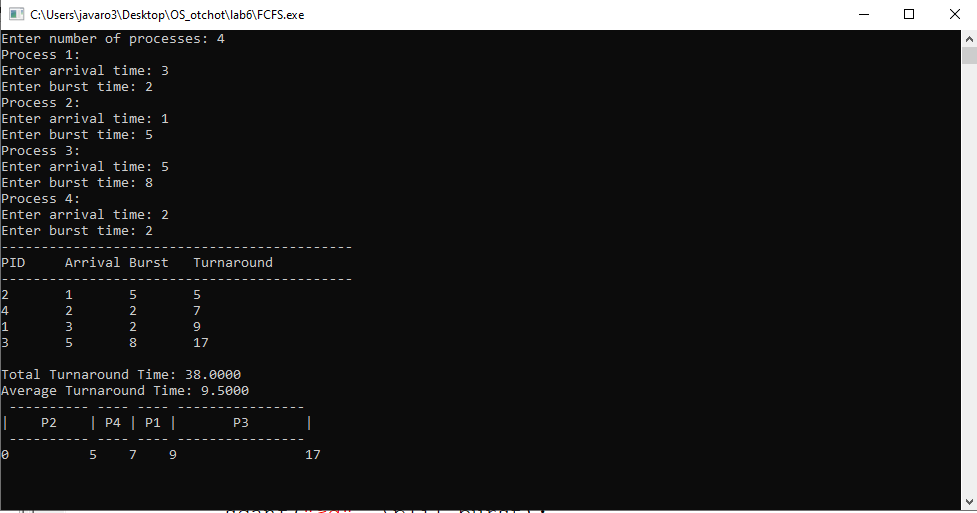 C:\Users\javaro3\Desktop\OS_otchot\lab6\FCFS.exe
Enter number of processes: 4
Process 1:
Enter arrival time: 3
Enter burst time: 2
Process 2:
Enter arrival time: 1
Enter burst time: 5
Process 3:
Enter arrival time: 5
Enter burst time: 8
Process 4:
Enter arrival time: 2
Enter burst time: 2
--------------------------------------------
PID     Arrival Burst   Turnaround
--------------------------------------------
2       1       5       5
4       2       2       7
1       3       2       9
3       5       8       17
Total Turnaround Time: 38.0000
Average Turnaround Time: 9.5000
 ---------- ---- ---- ----------------
|    P2    | P4 | P1 |       P3       |
 ---------- ---- ---- ----------------
0          5    7    9                17